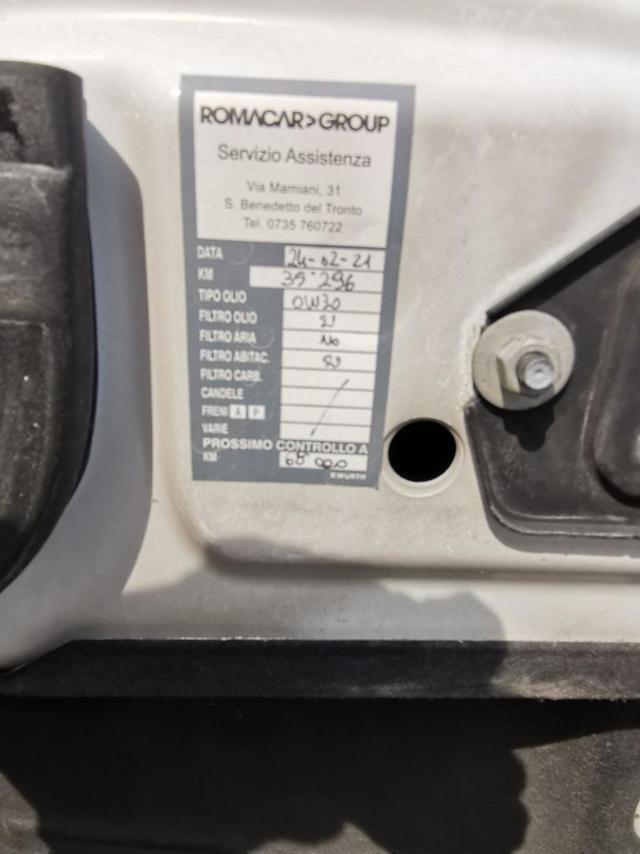 ROMACAR>GROUP
Servizio Assistenza
Via Mamiani, 31
S. Benedetto del Tronto
Tel. 0735 760722
DATA 24-02-21
KM 35°296
TIPO OLIO 0W30
FILTRO OLIO SI
FILTRO ARIA NO
FILTRO ABITAC. SI
FILTRO CARB.
CANDELE
FRENI A P
VARIE
PROSSIMO CONTROLLO A
KM 65°000
WÜRTH